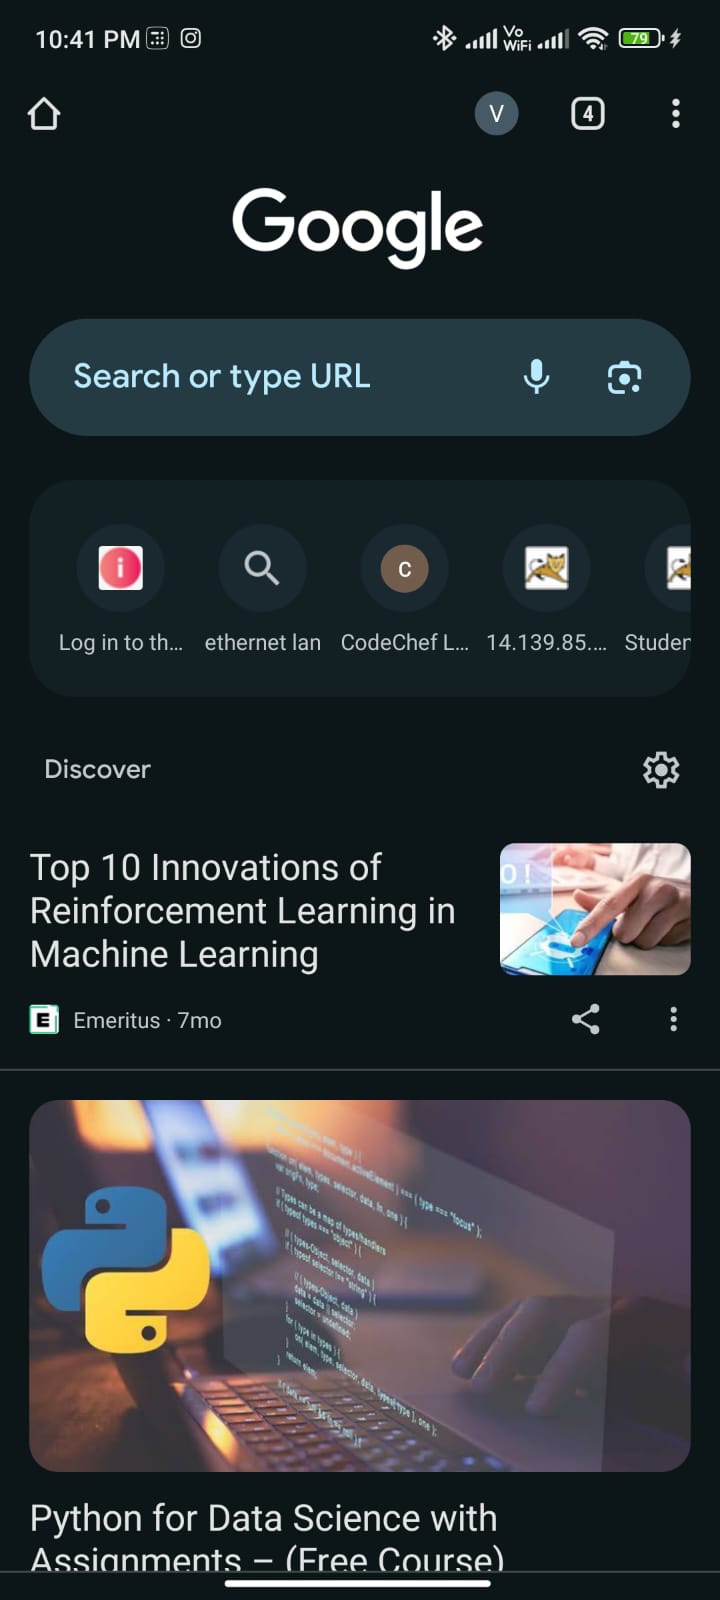 10:41 PM
Vo
WiFi
79
V
4
Google
Search or type URL
Log in to th...
ethernet lan
C
CodeChef L...
14.139.85....
Studen
Discover
Top 10 Innovations of
Reinforcement Learning in
Machine Learning
O!
E
Emeritus · 7mo
Python for Data Science with
Assignments – (Free Course)